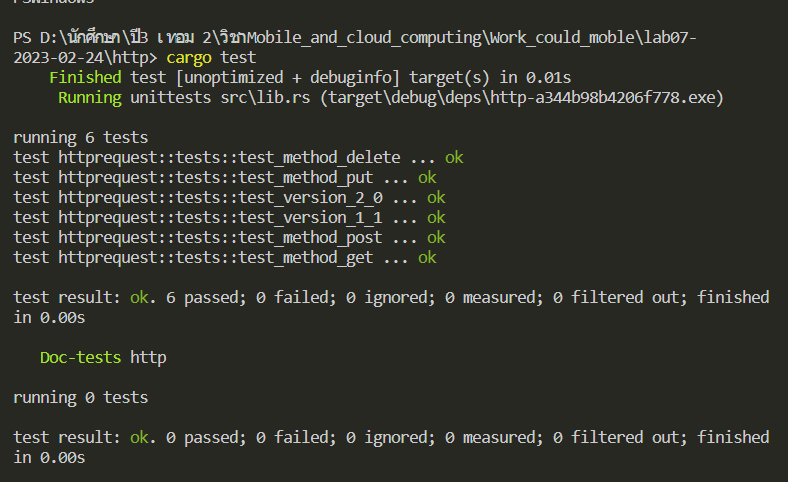 PS D:\นักศึกษา\ปี3 เทอม 2\วิชาMobile_and_cloud_computing\Work_could_moble\lab07-
2023-02-24\http> cargo test
    Finished test [unoptimized + debuginfo] target(s) in 0.01s
     Running unittests src\lib.rs (target\debug\deps\http-a344b98b4206f778.exe)
running 6 tests
test httprequest::tests::test_method_delete ... ok
test httprequest::tests::test_method_put ... ok
test httprequest::tests::test_version_2_0 ... ok
test httprequest::tests::test_version_1_1 ... ok
test httprequest::tests::test_method_post ... ok
test httprequest::tests::test_method_get ... ok
test result: ok. 6 passed; 0 failed; 0 ignored; 0 measured; 0 filtered out; finished
in 0.00s
   Doc-tests http
running 0 tests
test result: ok. 0 passed; 0 failed; 0 ignored; 0 measured; 0 filtered out; finished
in 0.00s